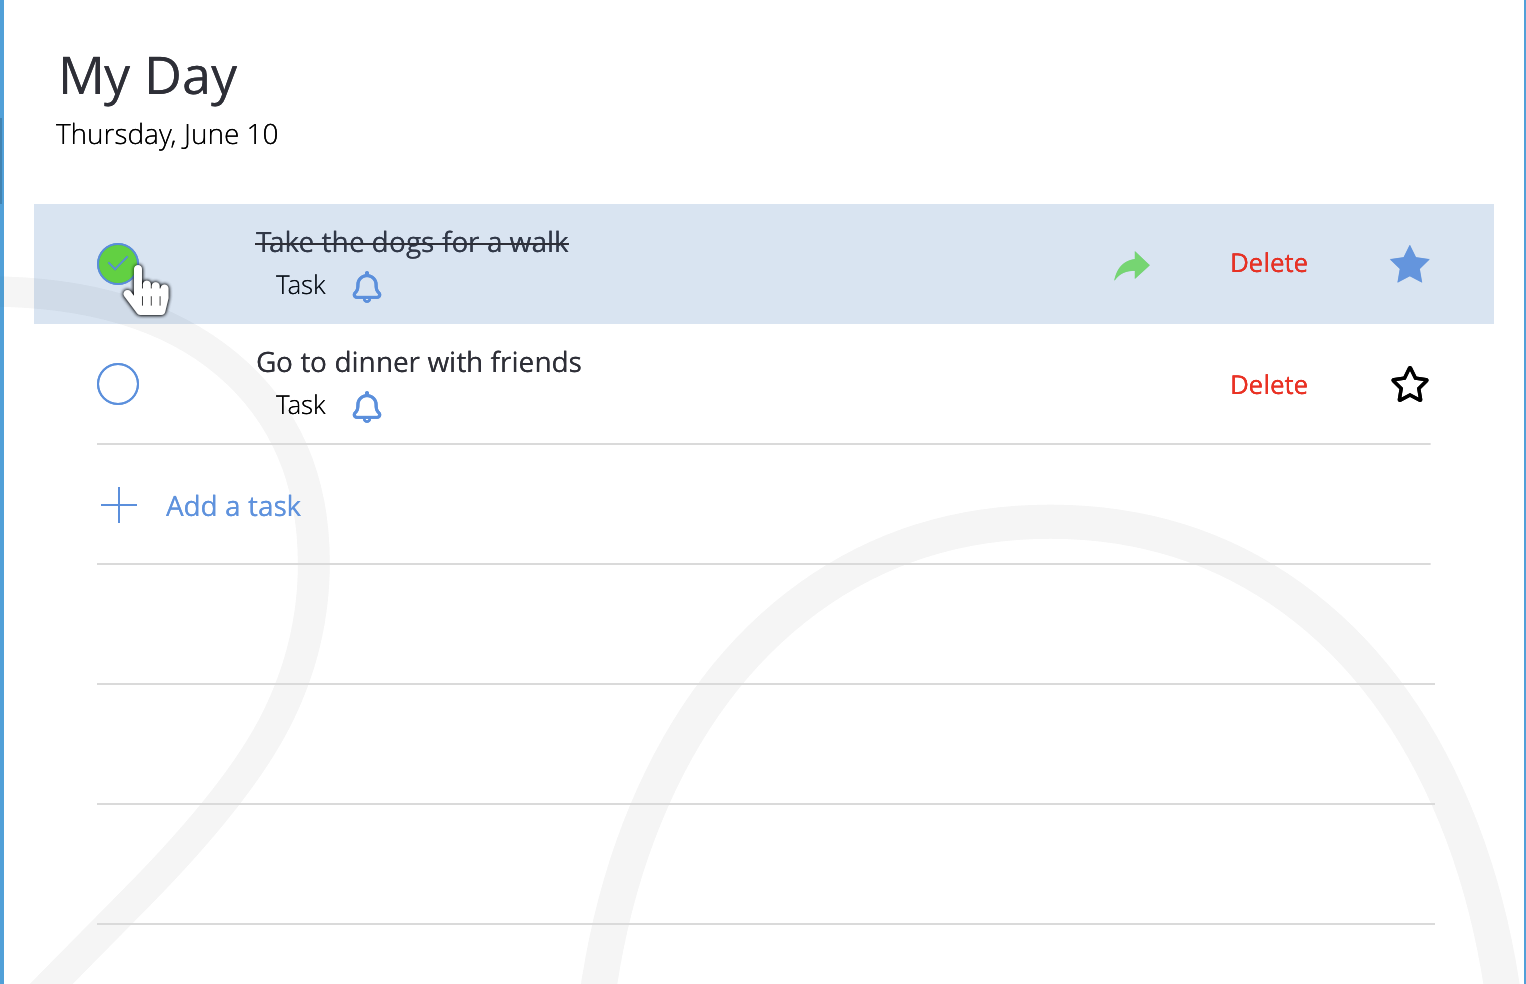 My Day
Thursday, June 10
Take the dogs for a walk
Task
Delete
Go to dinner with friends
Task
Delete
Add a task